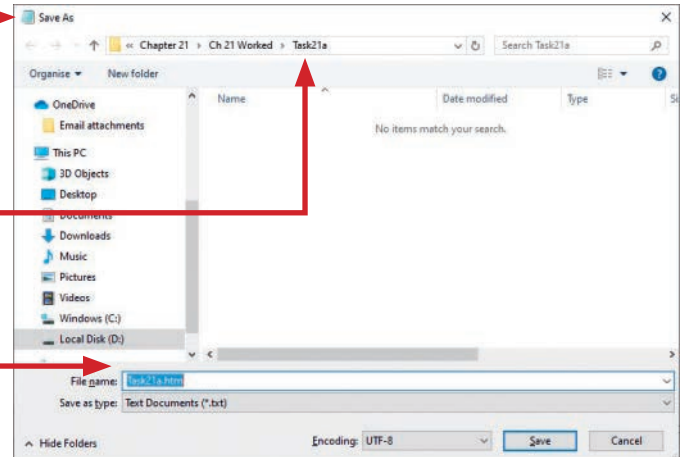 Save As
« Chapter 21 › Ch 21 Worked › Task21a
Search Task21a
Organise New folder
Name Date modified Type
No items match your search.
OneDrive
Email attachments
This PC
3D Objects
Desktop
Documents
Downloads
Music
Pictures
Videos
Windows (C:)
Local Disk (D:)
File name: Task21a.htm
Save as type: Text Documents (*.txt)
Hide Folders
Encoding: UTF-8 Save Cancel